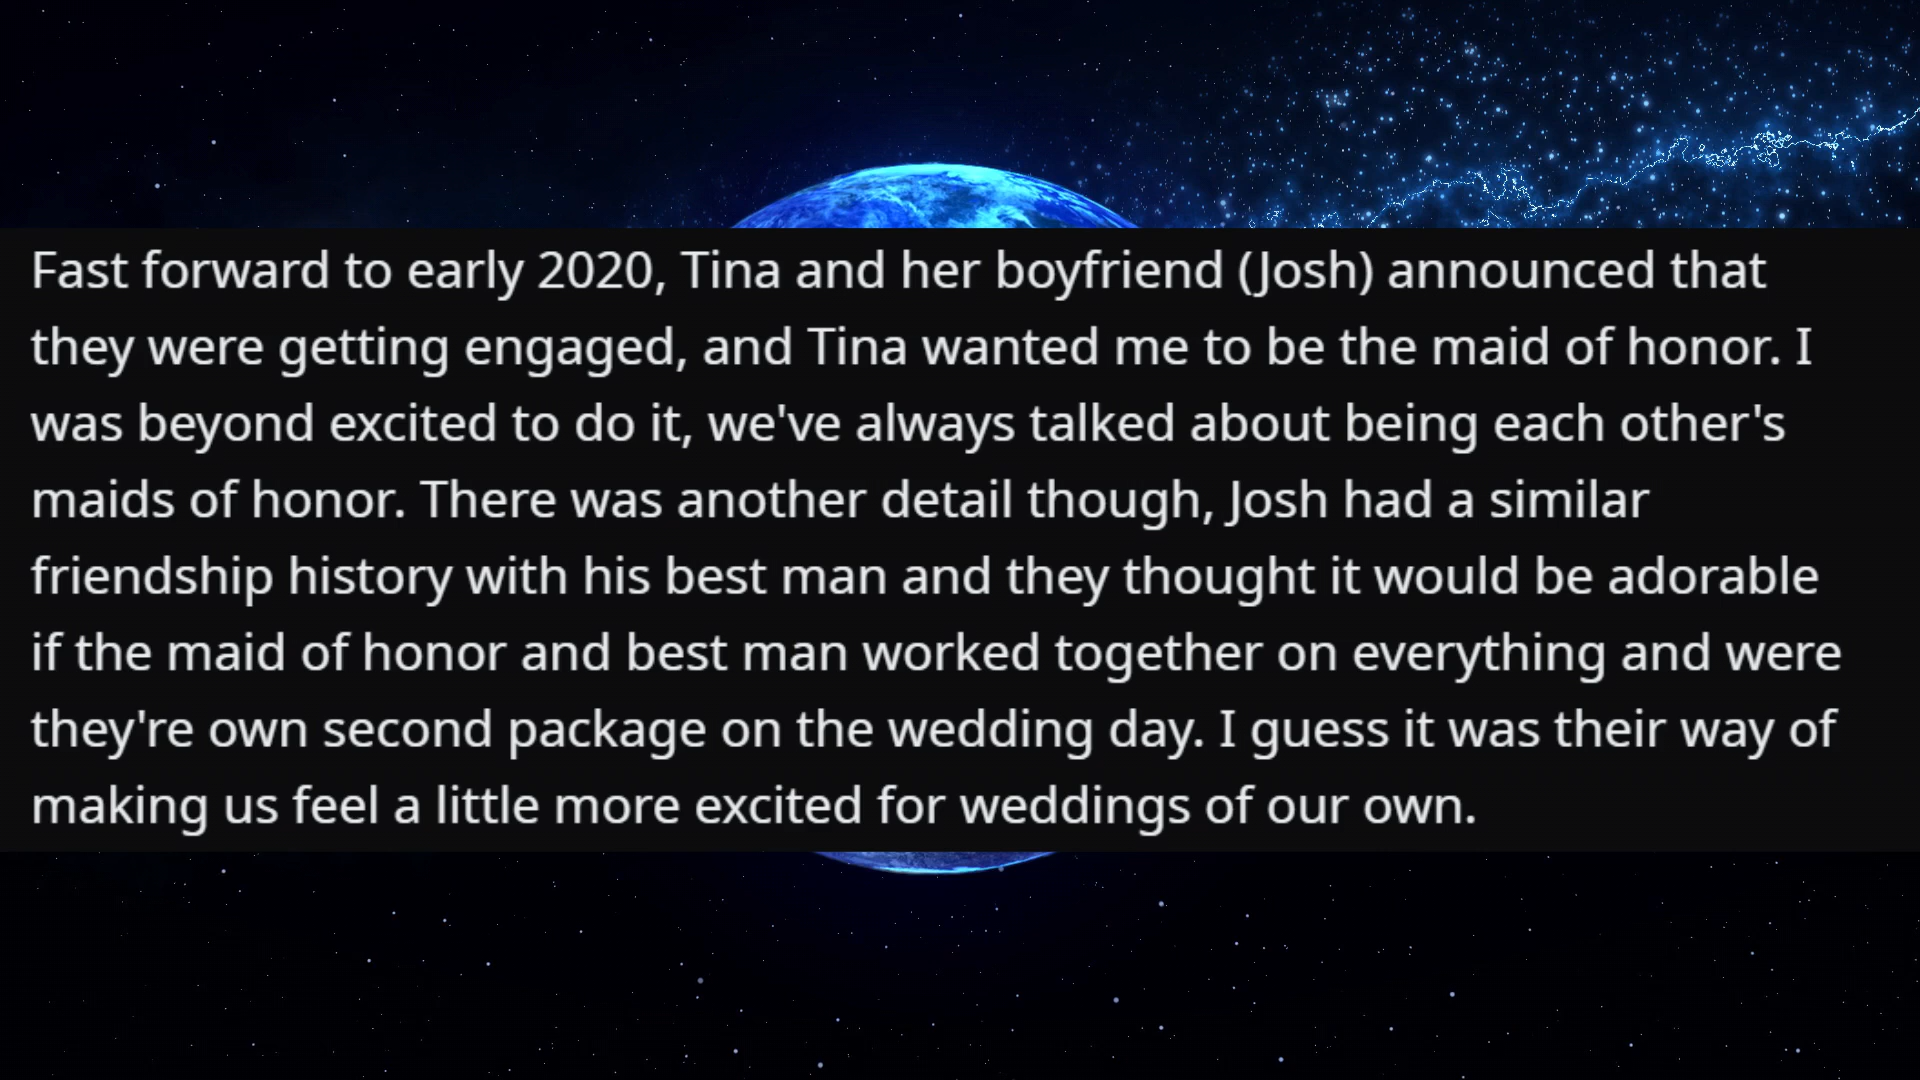 Fast forward to early 2020, Tina and her boyfriend (Josh) announced that
they were getting engaged, and Tina wanted me to be the maid of honor. I
was beyond excited to do it, we've always talked about being each other's
maids of honor. There was another detail though, Josh had a similar
friendship history with his best man and they thought it would be adorable
if the maid of honor and best man worked together on everything and were
they're own second package on the wedding day. I guess it was their way of
making us feel a little more excited for weddings of our own.